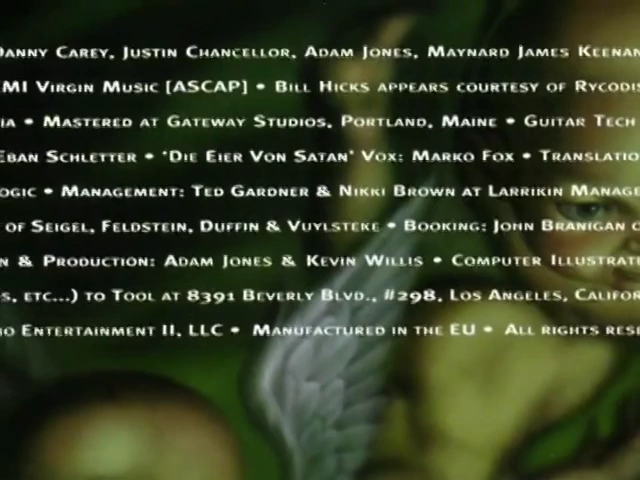 Danny Carey, Justin Chancellor, Adam Jones, Maynard James Keenan
EMI Virgin Music [ASCAP] • Bill Hicks appears courtesy of Rycodis
ia • Mastered at Gateway Studios, Portland, Maine • Guitar Tech
Eban Schletter • "Die Eier Von Satan" Vox: Marko Fox • Translatio
ogic • Management: Ted Gardner & Nikki Brown at Larrikin Manage
of Seigel, Feldstein, Duffin & Vuylsteke • Booking: John Branigan o
n & Production: Adam Jones & Kevin Willis • Computer Illustrate
s, etc...) to Tool at 8391 Beverly Blvd., #298, Los Angeles, Califor
no Entertainment II, LLC • Manufactured in the EU • All rights rese